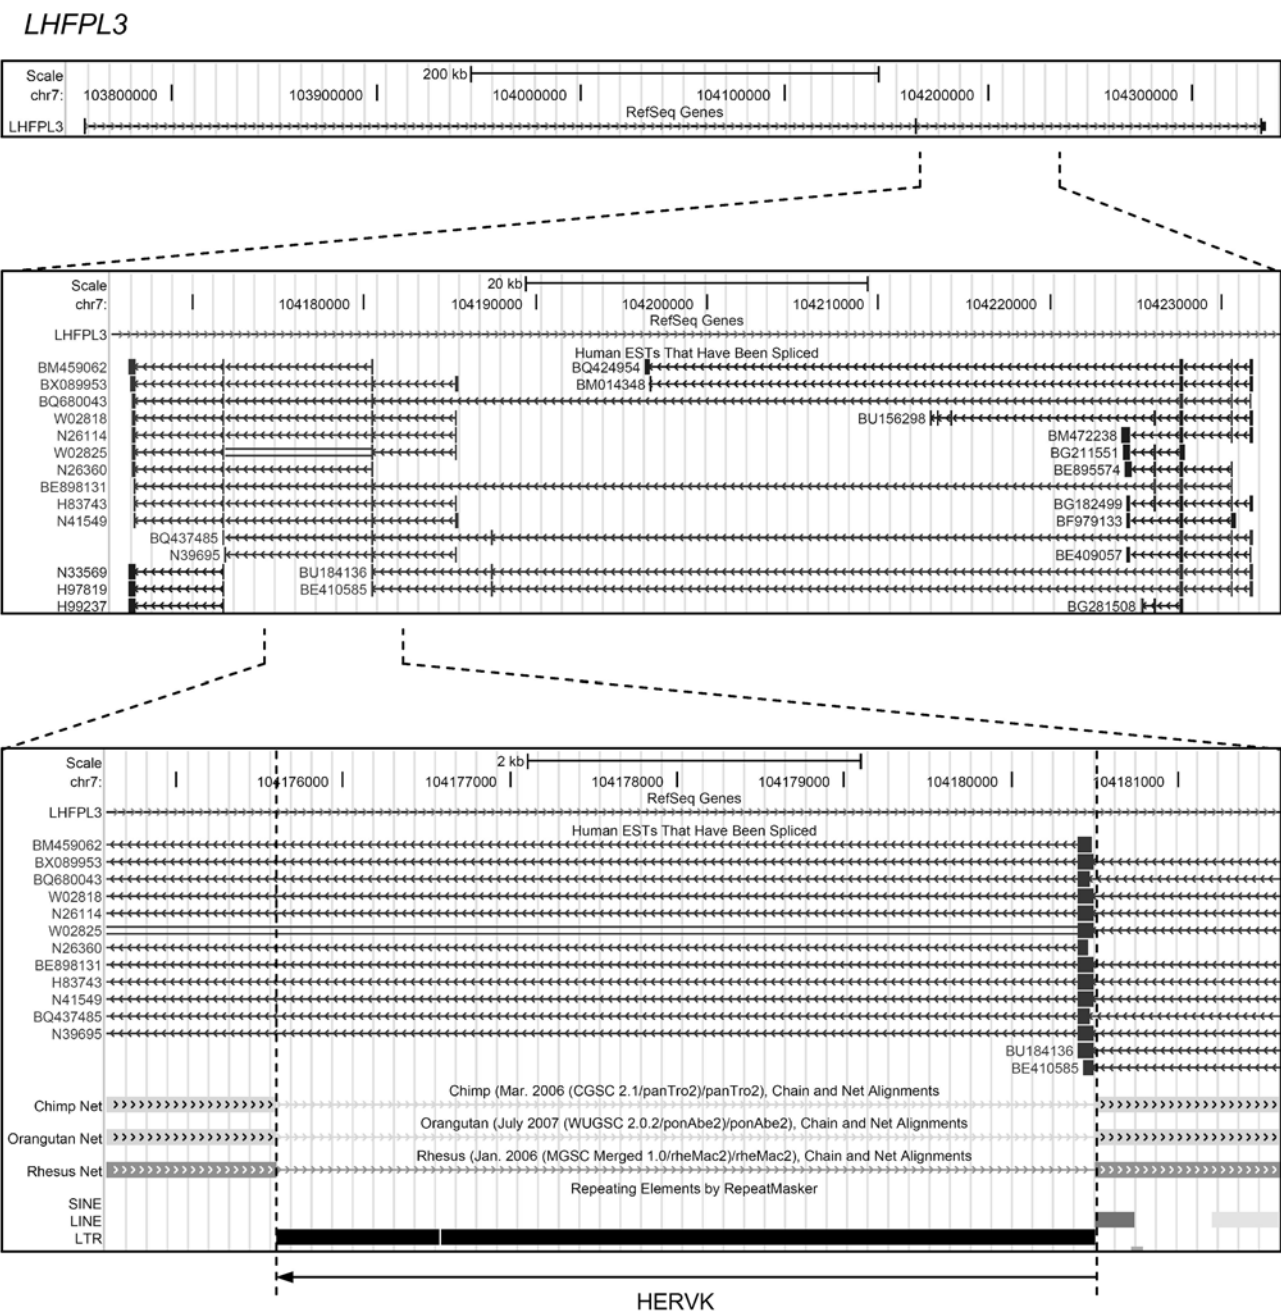 LHFPL3
Scale 200 kb
chr7: 103800000 103900000 104000000 104100000 104200000 104300000
RefSeq Genes
LHFPL3
Scale 20 kb
chr7: 104180000 104190000 104200000 104210000 104220000 104230000
RefSeq Genes
LHFPL3
Human ESTs That Have Been Spliced
BM459062 BQ424954
BX089953 BM014348
BQ680043
W02818 BU156298
N26114 BM472238
W02825 BG211551
N26360 BE895574
BE898131
H83743 BG182499
N41549 BF979133
BQ437485
N39695 BE409057
N33569 BU184136
H97819 BE410585
H99237 BG281508
Scale 2 kb
chr7: 104176000 104177000 104178000 104179000 104180000 104181000
RefSeq Genes
LHFPL3
Human ESTs That Have Been Spliced
BM459062
BX089953
BQ680043
W02818
N26114
W02825
N26360
BE898131
H83743
N41549
BQ437485
N39695
BU184136
BE410585
Chimp (Mar. 2006 (CGSC 2.1/panTro2)/panTro2), Chain and Net Alignments
Chimp Net
Orangutan (July 2007 (WUGSC 2.0.2/ponAbe2)/ponAbe2), Chain and Net Alignments
Orangutan Net
Rhesus (Jan. 2006 (MGSC Merged 1.0/rheMac2)/rheMac2), Chain and Net Alignments
Rhesus Net
Repeating Elements by RepeatMasker
SINE
LINE
LTR
HERVK